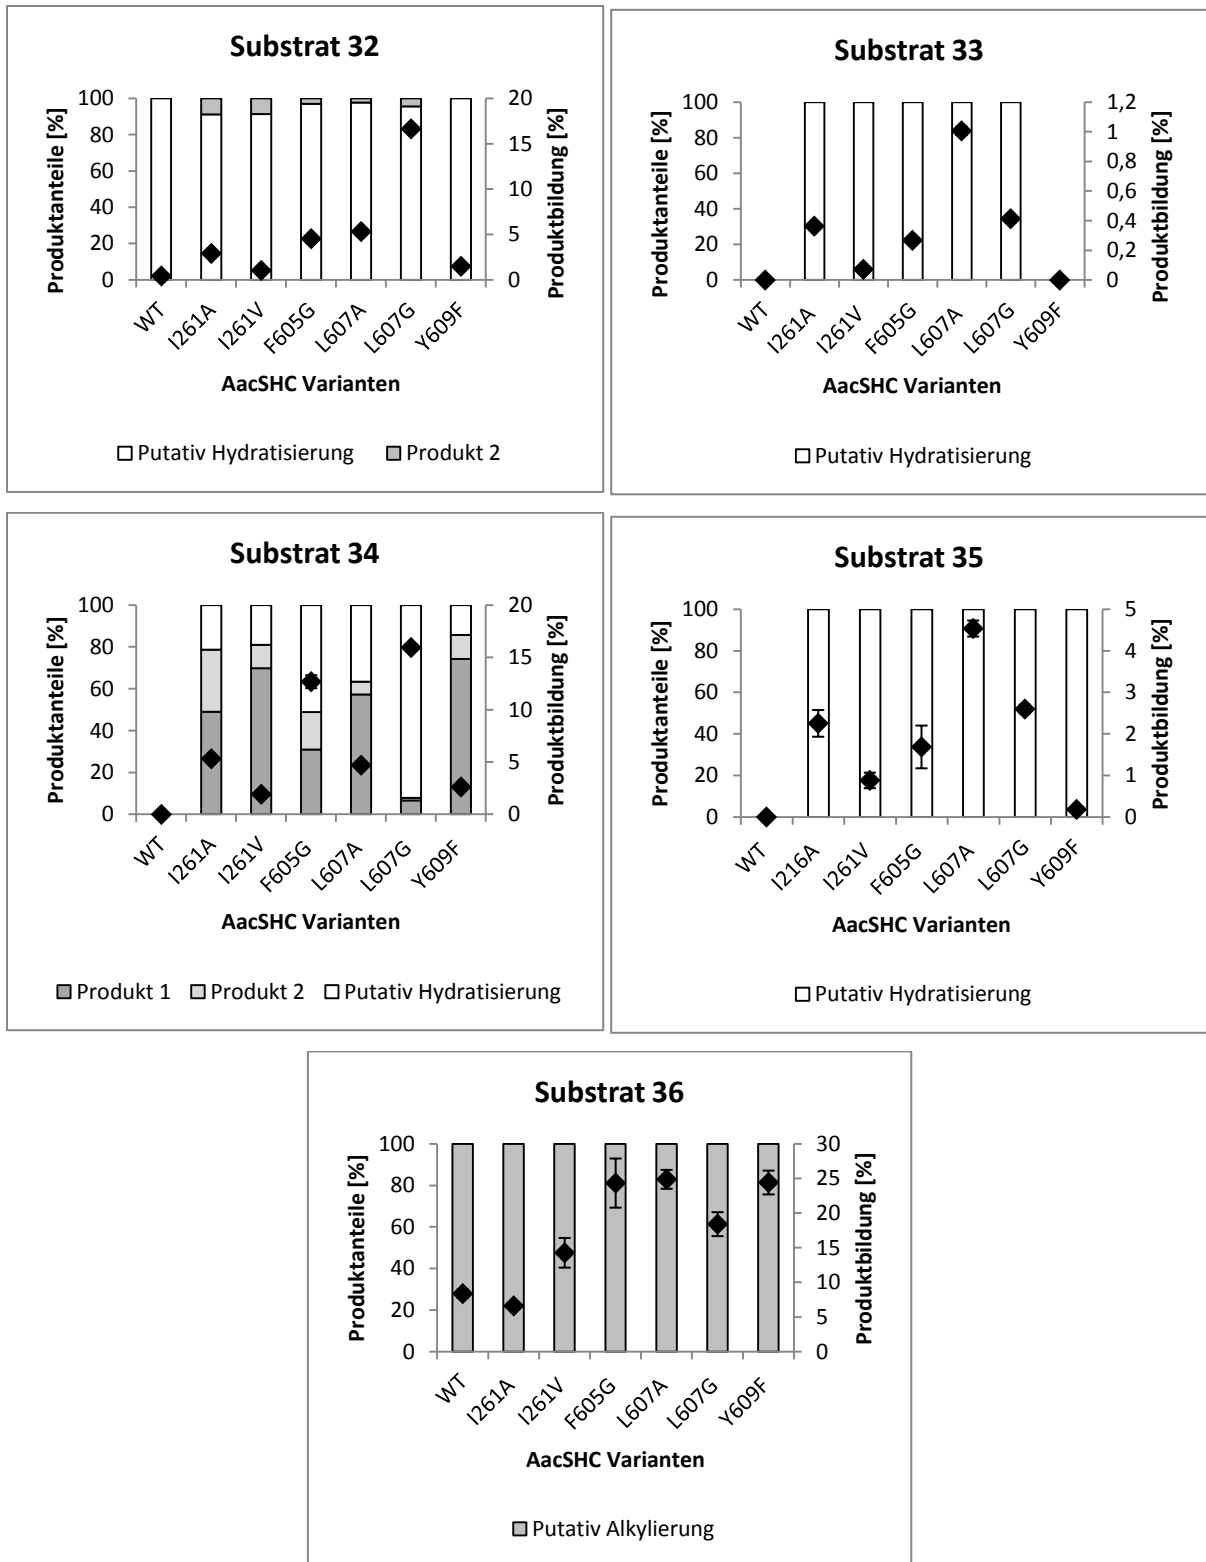 Substrat 32
Produktanteile [%]
100
80
60
40
20
0
20
15
10
5
0
Produktbildung [%]
WT
I261A
I261V
F605G
L607A
L607G
Y609F
AacSHC Varianten
Putativ Hydratisierung Produkt 2
Substrat 33
Produktanteile [%]
100
80
60
40
20
0
1,2
1
0,8
0,6
0,4
0,2
0
Produktbildung [%]
WT
I261A
I261V
F605G
L607A
L607G
Y609F
AacSHC Varianten
Putativ Hydratisierung
Substrat 34
Produktanteile [%]
100
80
60
40
20
0
20
15
10
5
0
Produktbildung [%]
WT
I261A
I261V
F605G
L607A
L607G
Y609F
AacSHC Varianten
Produkt 1 Produkt 2 Putativ Hydratisierung
Substrat 35
Produktanteile [%]
100
80
60
40
20
0
5
4
3
2
1
0
Produktbildung [%]
WT
I216A
I261V
F605G
L607A
L607G
Y609F
AacSHC Varianten
Putativ Hydratisierung
Substrat 36
Produktanteile [%]
100
80
60
40
20
0
30
25
20
15
10
5
0
Produktbildung [%]
WT
I261A
I261V
F605G
L607A
L607G
Y609F
AacSHC Varianten
Putativ Alkylierung